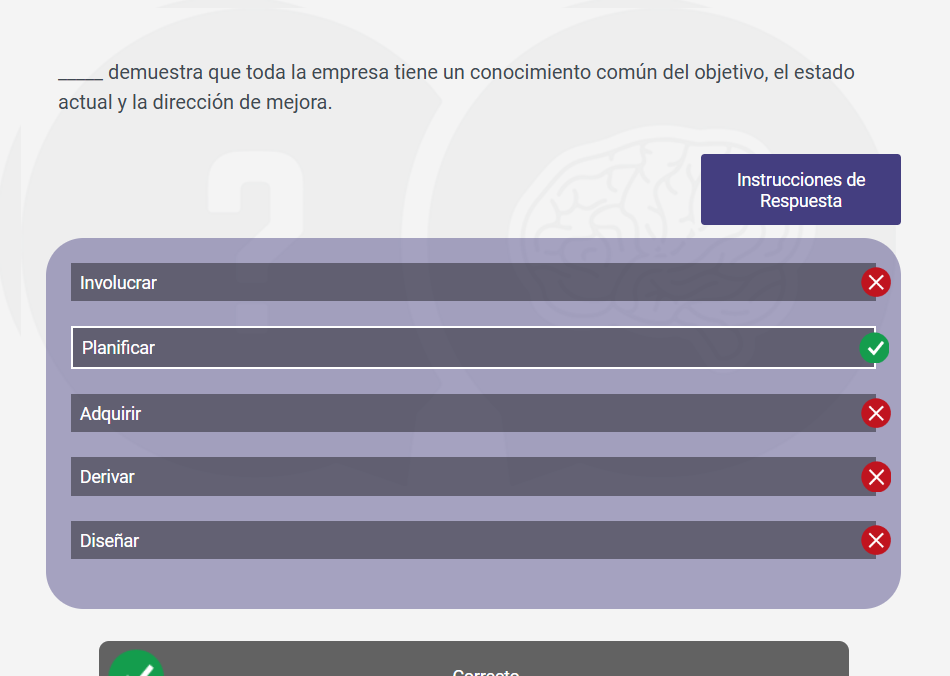 _____ demuestra que toda la empresa tiene un conocimiento común del objetivo, el estado
actual y la dirección de mejora.
Instrucciones de
Respuesta
Involucrar
Planificar
Adquirir
Derivar
Diseñar
Correcto